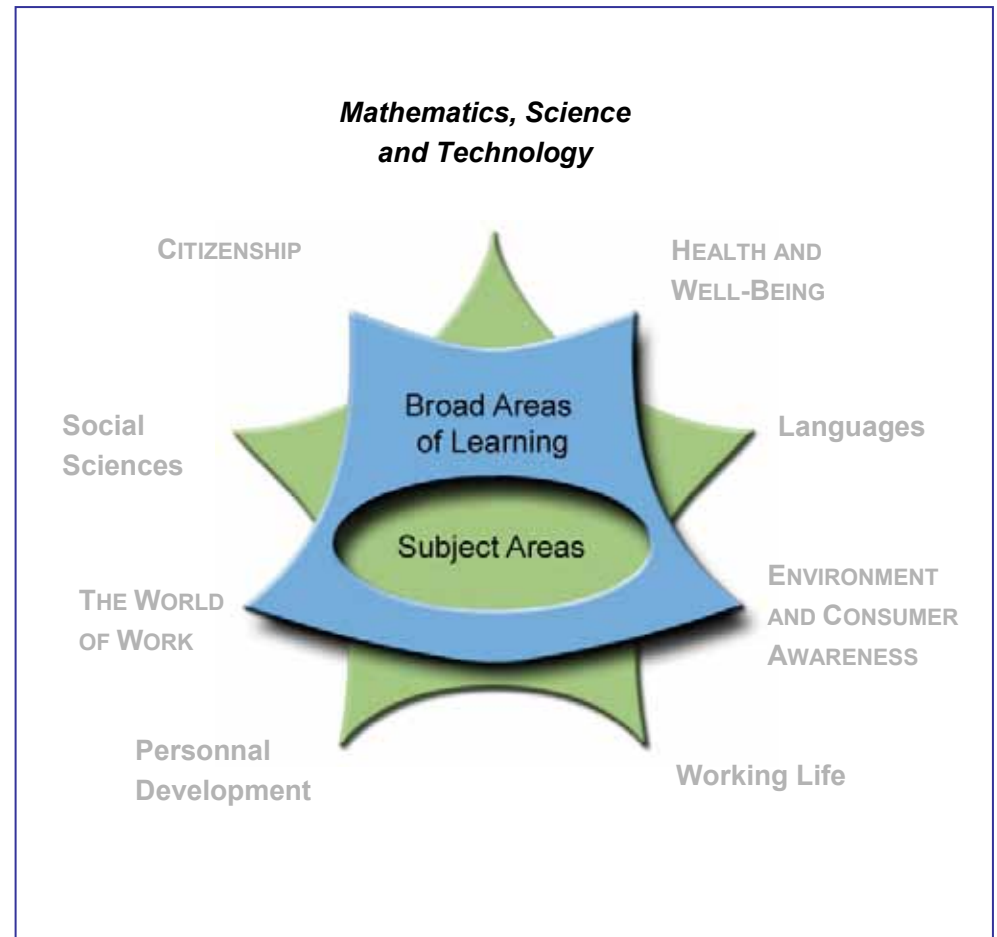 Mathematics, Science
and Technology
CITIZENSHIP
HEALTH AND
WELL-BEING
Broad Areas
of Learning
Social
Sciences
Languages
Subject Areas
THE WORLD
OF WORK
ENVIRONMENT
AND CONSUMER
AWARENESS
Personnal
Development
Working Life